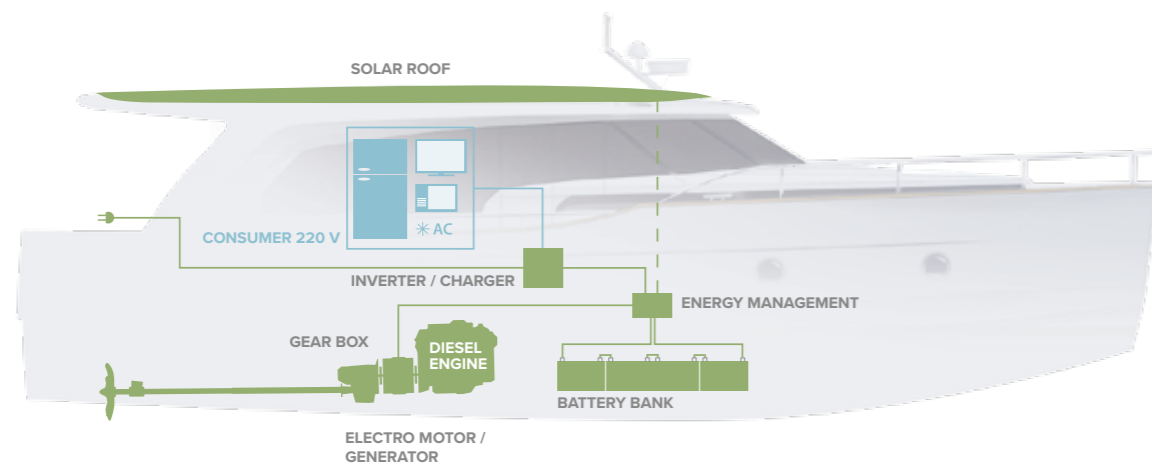 SOLAR ROOF
AC
CONSUMER 220 V
INVERTER / CHARGER
ENERGY MANAGEMENT
GEAR BOX
DIESEL
ENGINE
BATTERY BANK
ELECTRO MOTOR /
GENERATOR